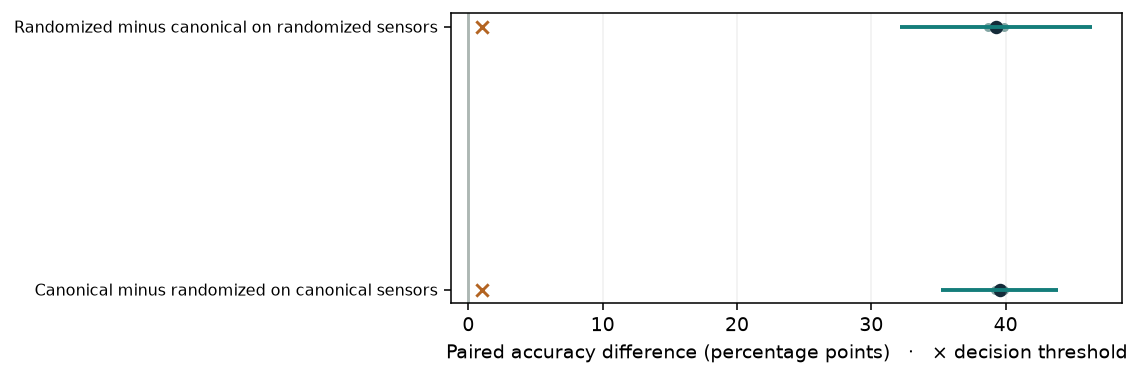 Randomized minus canonical on randomized sensors
Canonical minus randomized on canonical sensors
0 10 20 30 40
Paired accuracy difference (percentage points) · × decision threshold